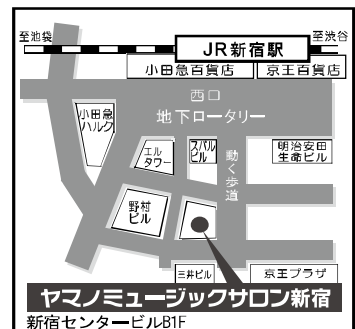 至池袋
至渋谷
JR新宿駅
小田急百貨店
京王百貨店
西口
地下ロータリー
小田急
ハルク
エル
タワー
スバル
ビル
動く歩道
明治安田
生命ビル
野村
ビル
三井ビル
京王プラザ
ヤマノミュージックサロン新宿
新宿センタービルB1F